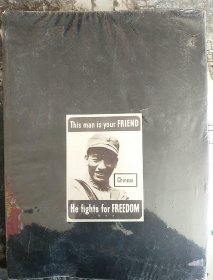 This man is your FRIEND
Chinese
He fights for FREEDOM